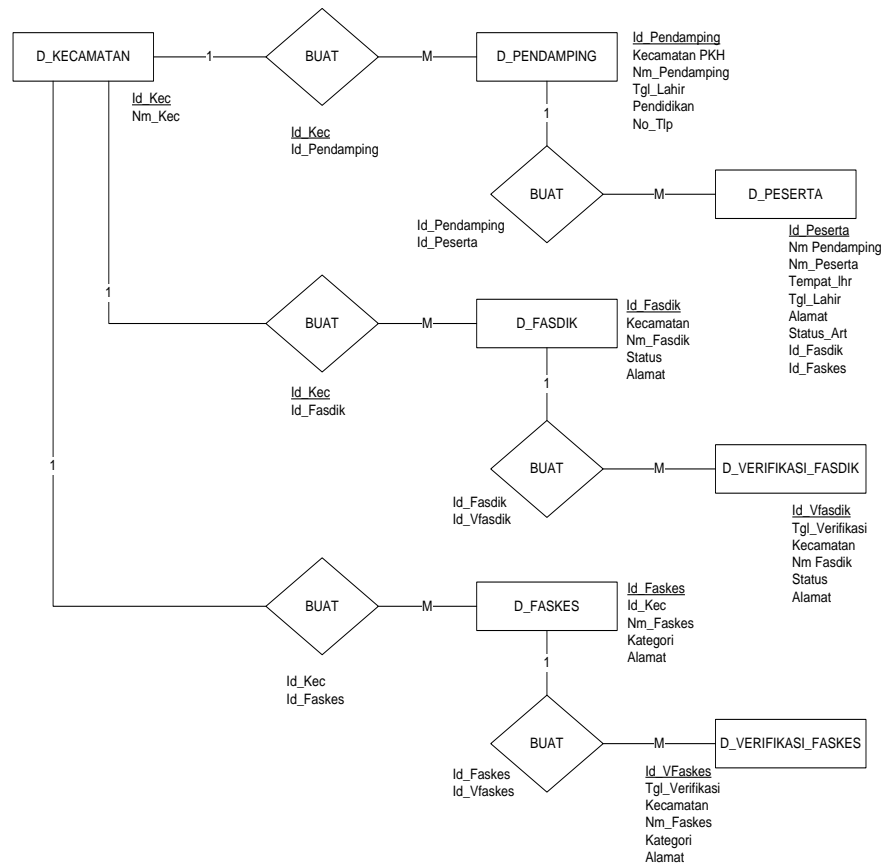 D_KECAMATAN
1
BUAT
M
D_PENDAMPING
Id_Pendamping
Kecamatan PKH
Nm_Pendamping
Tgl_Lahir
Pendidikan
No_Tlp
Id_Kec
Nm_Kec
Id_Kec
Id_Pendamping
1
BUAT
M
D_PESERTA
Id_Pendamping
Id_Peserta
Id_Peserta
Nm Pendamping
Nm_Peserta
Tempat_lhr
Tgl_Lahir
Alamat
Status_Art
Id_Fasdik
Id_Faskes
1
BUAT
M
D_FASDIK
Id_Fasdik
Kecamatan
Nm_Fasdik
Status
Alamat
Id_Kec
Id_Fasdik
1
BUAT
M
D_VERIFIKASI_FASDIK
Id_Fasdik
Id_Vfasdik
Id_Vfasdik
Tgl_Verifikasi
Kecamatan
Nm Fasdik
Status
Alamat
1
BUAT
M
D_FASKES
Id_Faskes
Id_Kec
Nm_Faskes
Kategori
Alamat
Id_Kec
Id_Faskes
1
BUAT
M
D_VERIFIKASI_FASKES
Id_Faskes
Id_Vfaskes
Id_VFaskes
Tgl_Verifikasi
Kecamatan
Nm_Faskes
Kategori
Alamat